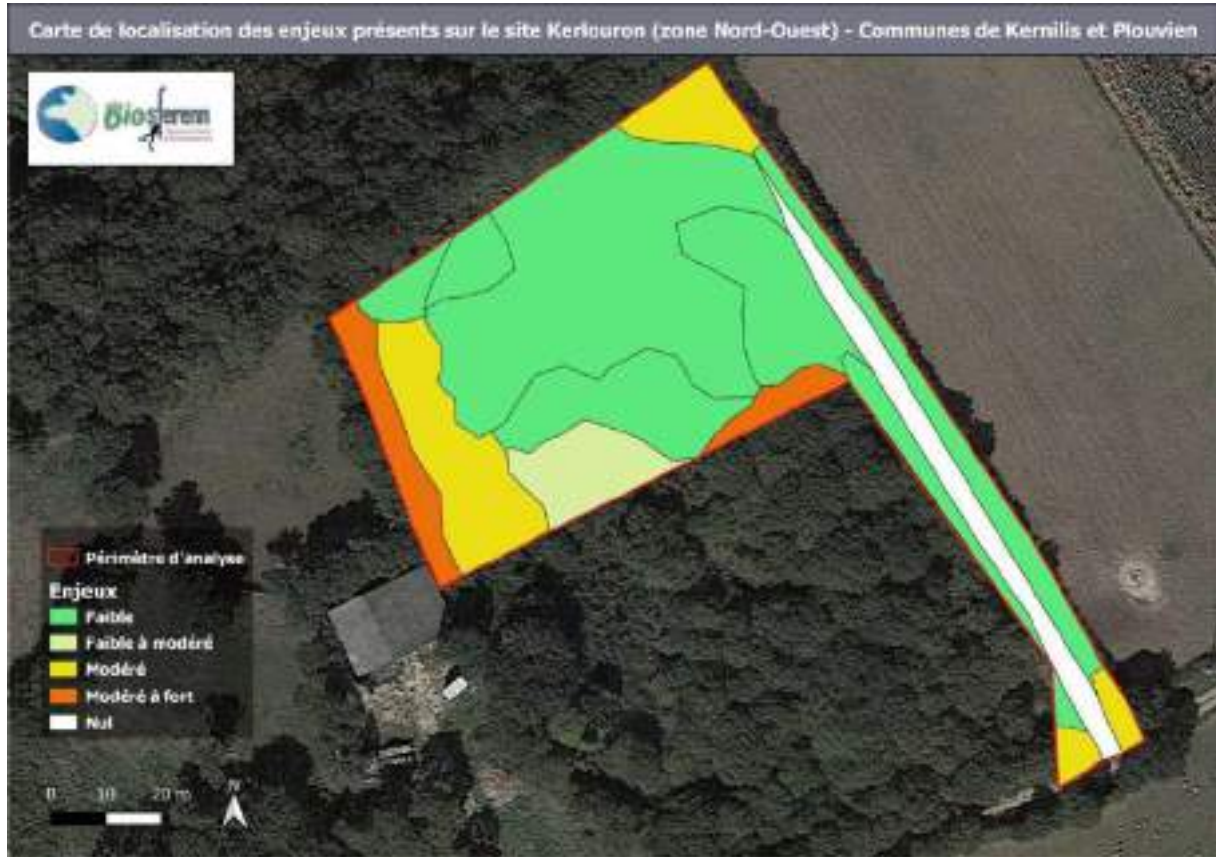 Carte de localisation des enjeux présents sur le site Kerlouron (zone Nord-Ouest) - Communes de Kernilis et Plouvien
Biosferenn
Périmètre d'analyse
Enjeux
Faible
Faible à modéré
Modéré
Modéré à fort
Nul
0 10 20 m
N